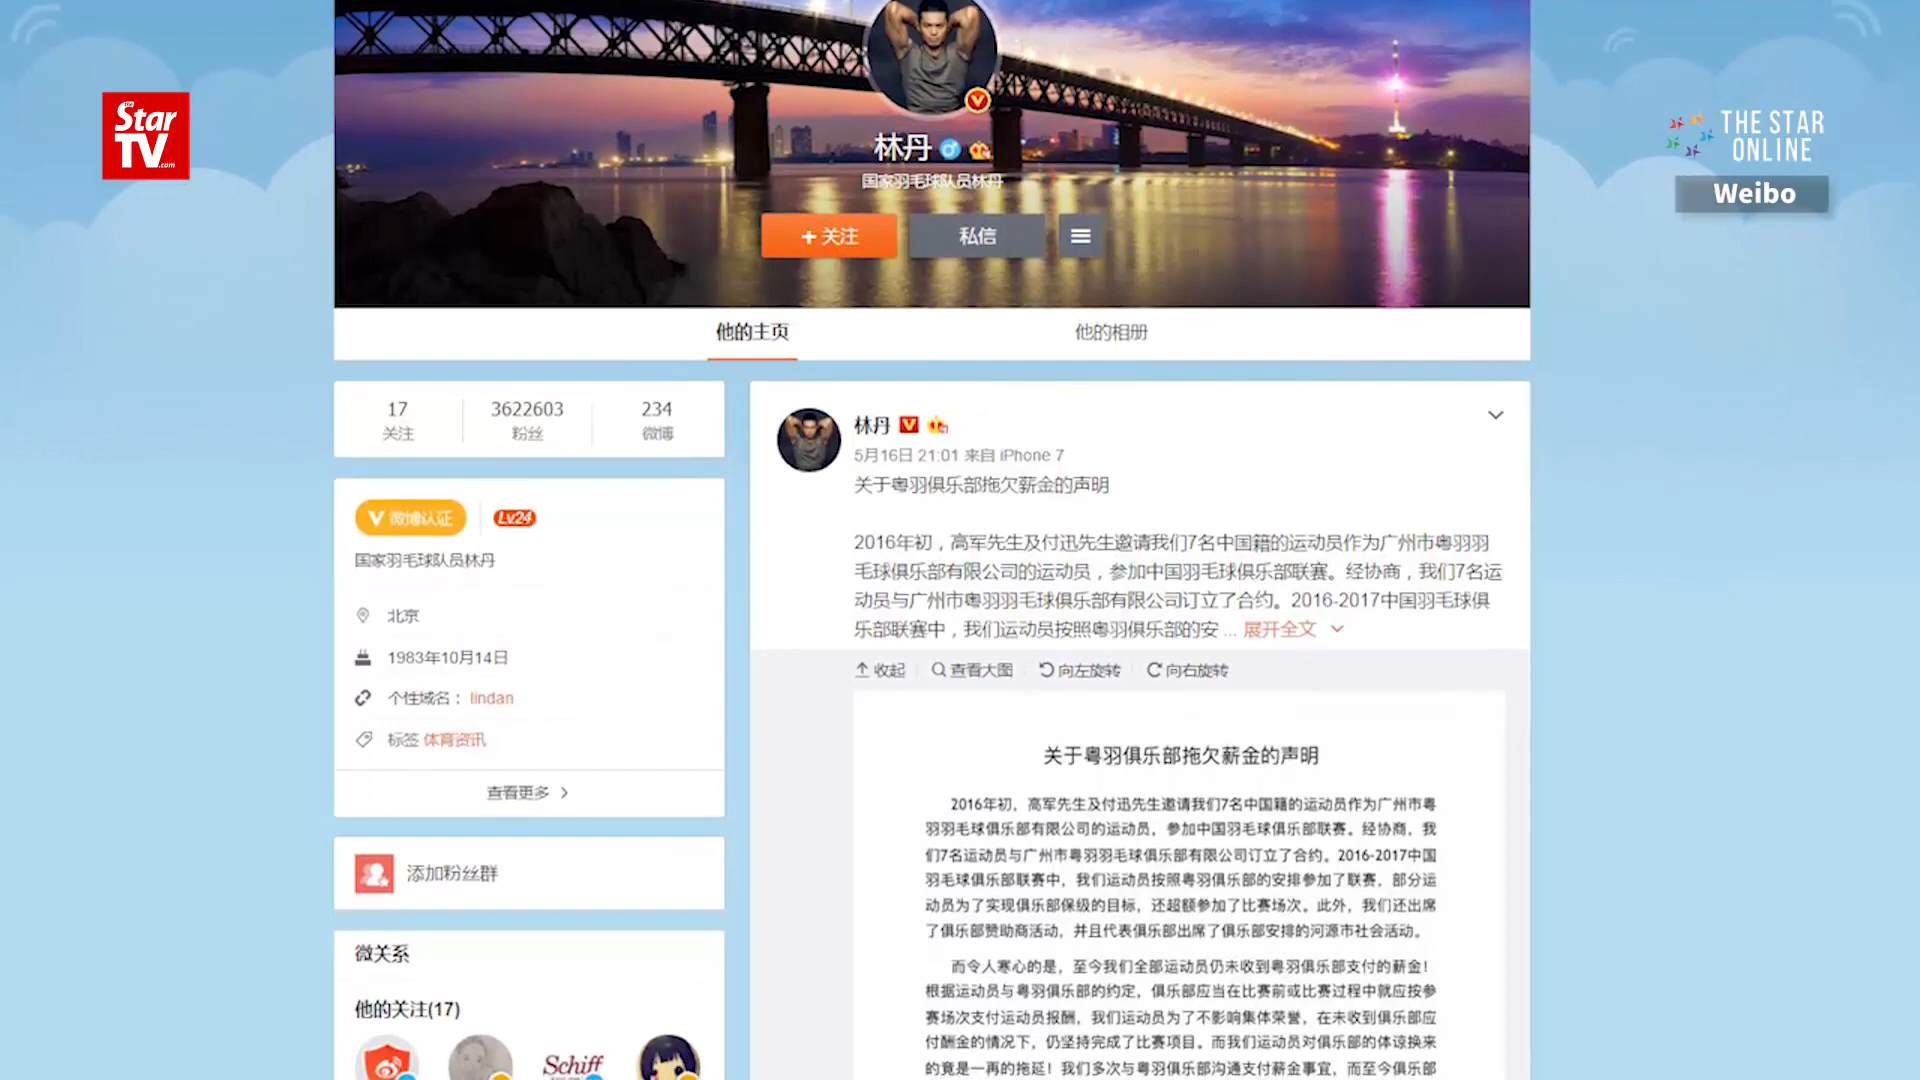 The Star TV.com
THE STAR ONLINE
Weibo
林丹
国家羽毛球队员林丹
+关注
私信
他的主页
他的相册
17
关注
3622603
粉丝
234
微博
V 微博认证
Lv.24
国家羽毛球队员林丹
北京
1983年10月14日
个性域名： lindan
标签 体育资讯
查看更多 >
添加粉丝群
微关系
他的关注(17)
Schiff
林丹
5月16日 21:01 来自 iPhone 7
关于粤羽俱乐部拖欠薪金的声明
2016年初，高军先生及付迅先生邀请我们7名中国籍的运动员作为广州市粤羽羽
毛球俱乐部有限公司的运动员，参加中国羽毛球俱乐部联赛。经协商，我们7名运
动员与广州市粤羽羽毛球俱乐部有限公司订立了合约。2016-2017中国羽毛球俱
乐部联赛中，我们运动员按照粤羽俱乐部的安 ... 展开全文
收起
查看大图
向左旋转
向右旋转
关于粤羽俱乐部拖欠薪金的声明
2016年初，高军先生及付迅先生邀请我们7名中国籍的运动员作为广州市粤
羽羽毛球俱乐部有限公司的运动员，参加中国羽毛球俱乐部联赛。经协商，我
们7名运动员与广州市粤羽羽毛球俱乐部有限公司订立了合约。2016-2017中国
羽毛球俱乐部联赛中，我们运动员按照粤羽俱乐部的安排参加了联赛，部分运
动员为了实现俱乐部保级的目标，还超额参加了比赛场次。此外，我们还出席
了俱乐部赞助商活动，并且代表俱乐部出席了俱乐部安排的河源市社会活动。
而令人寒心的是，至今我们全部运动员仍未收到粤羽俱乐部支付的薪金！
根据运动员与粤羽俱乐部的约定，俱乐部应当在比赛前或比赛过程中就应按参
赛场次支付运动员报酬，我们运动员为了不影响集体荣誉，在未收到俱乐部应
付酬金的情况下，仍坚持完成了比赛项目。而我们运动员对俱乐部的体谅换来
的竟是一再的拖延！我们多次与粤羽俱乐部沟通支付薪金事宜，而至今俱乐部